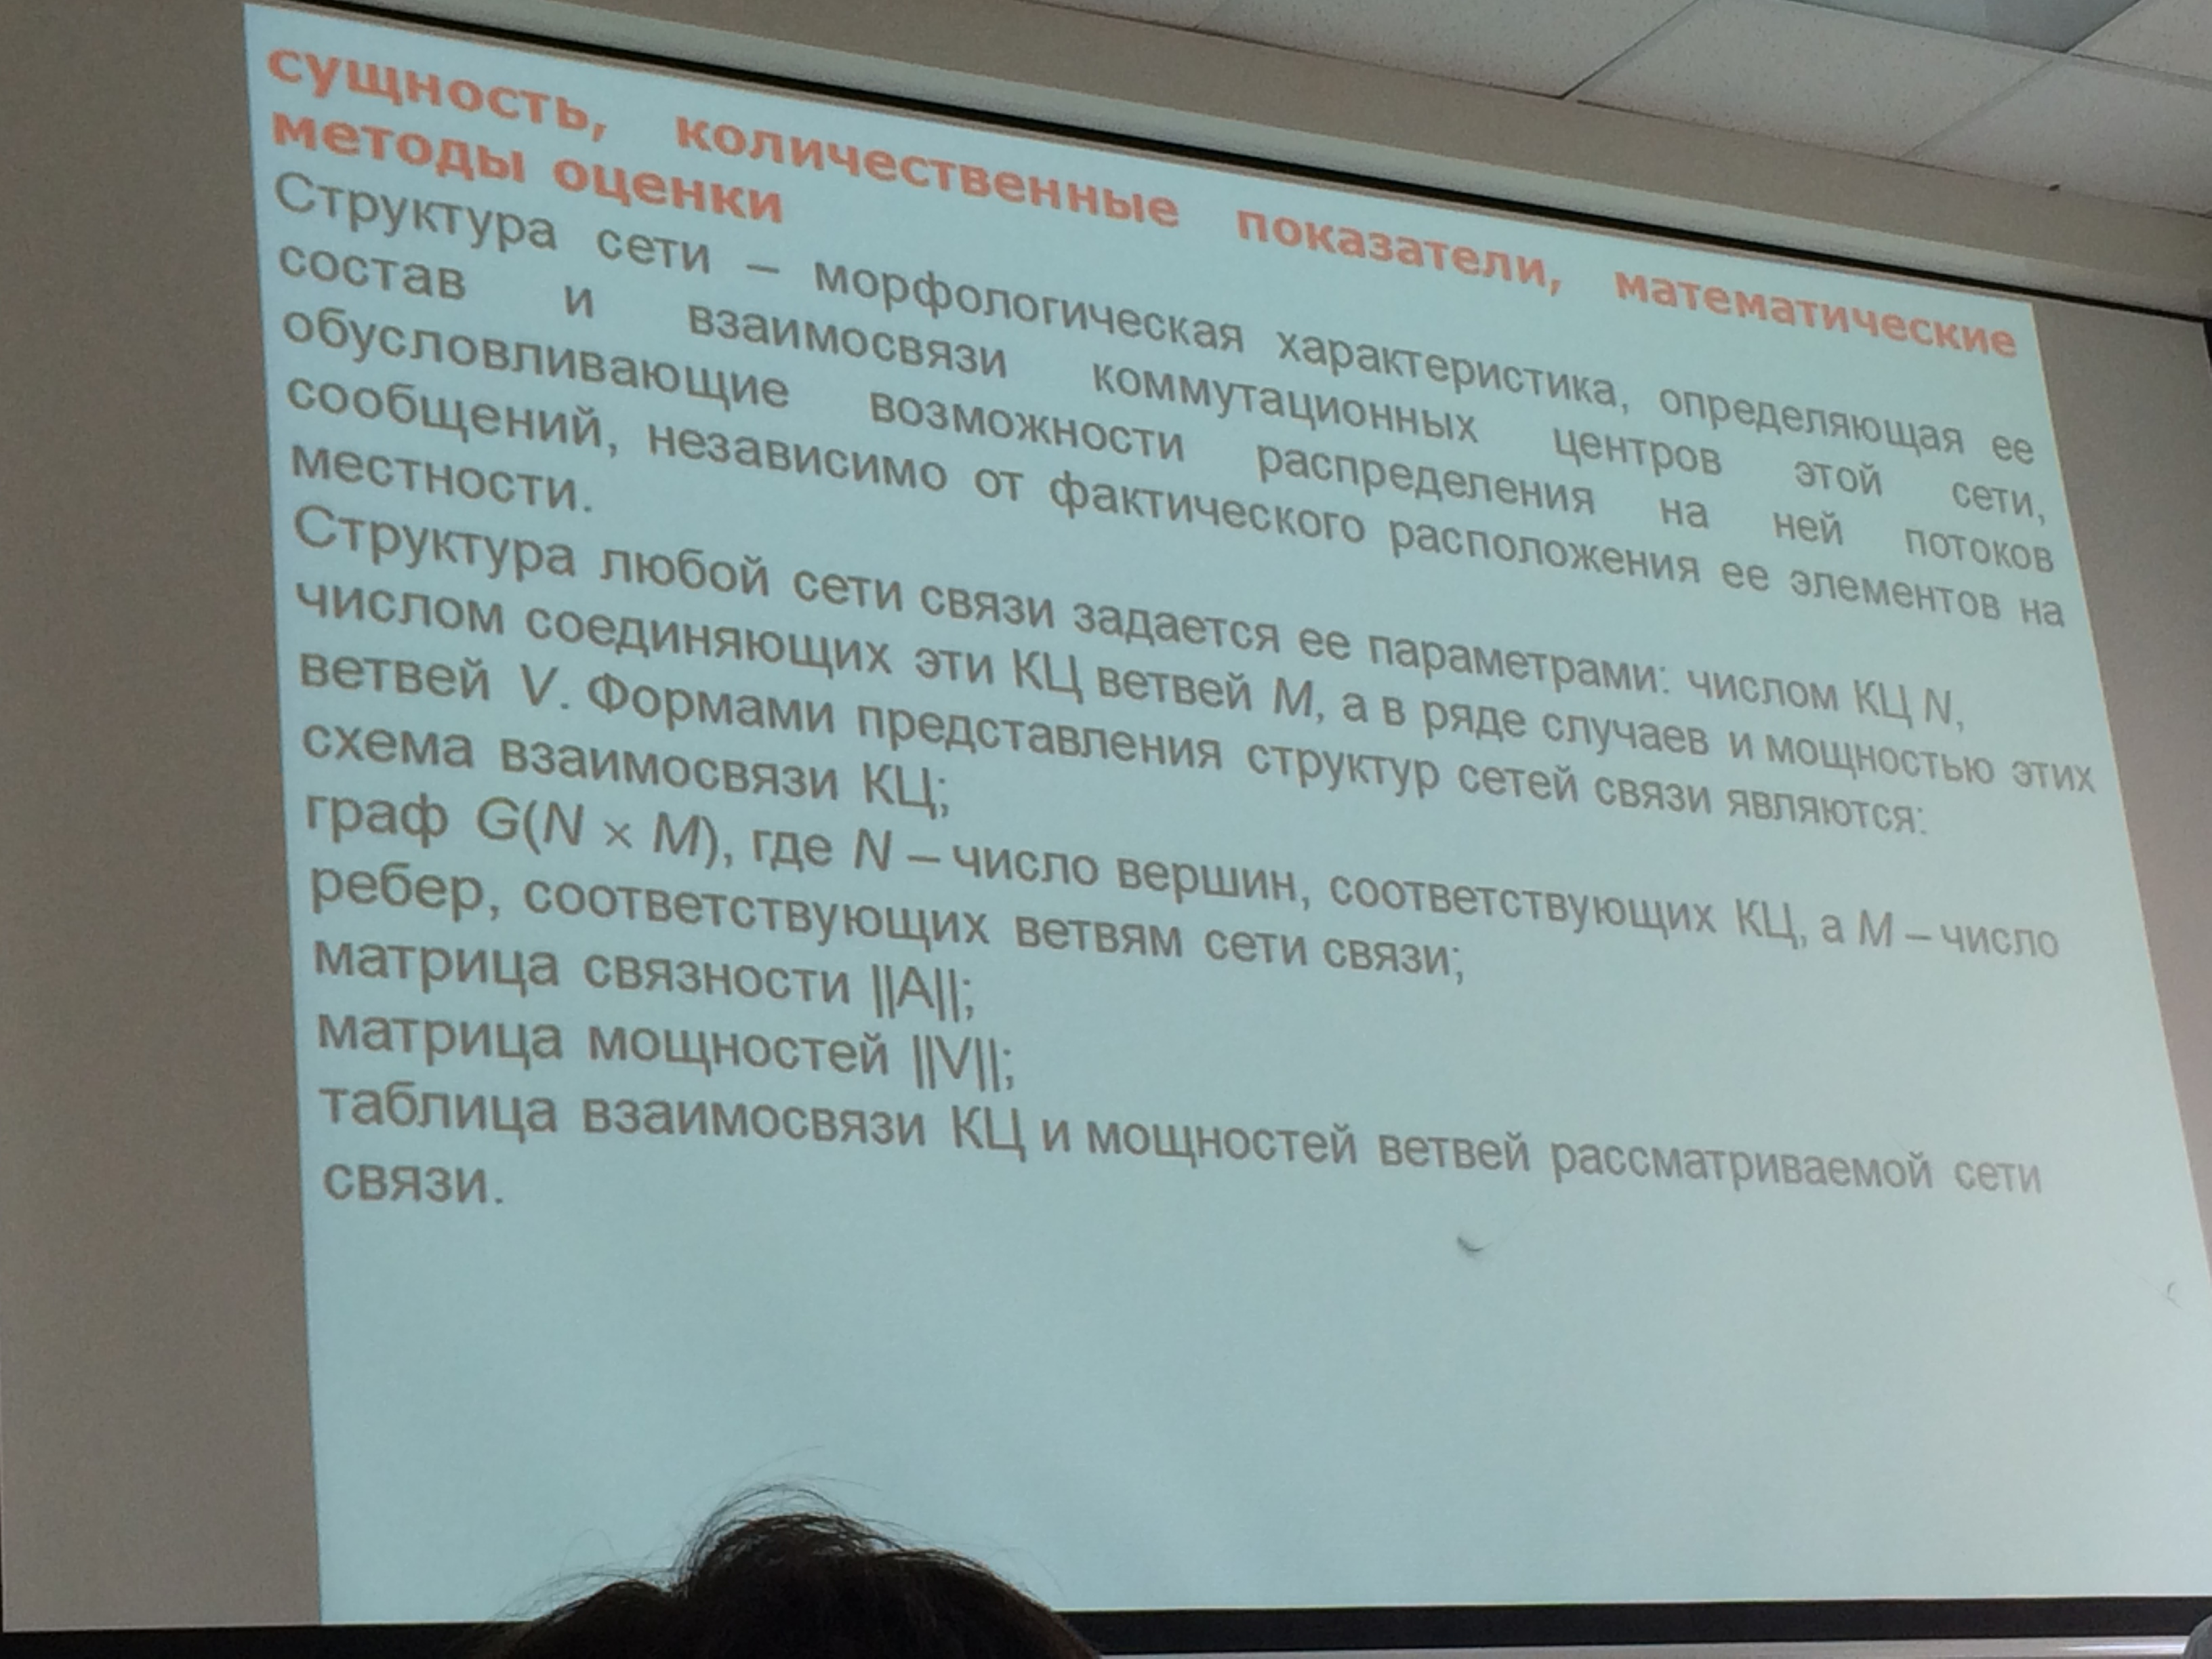 сущность, количественные показатели, математические
методы оценки
Структура сети – морфологическая характеристика, определяющая ее
состав и взаимосвязи коммутационных центров этой сети,
обусловливающие возможности распределения на ней потоков
сообщений, независимо от фактического расположения ее элементов на
местности.
Структура любой сети связи задается ее параметрами: числом КЦ N,
числом соединяющих эти КЦ ветвей M, а в ряде случаев и мощностью этих
ветвей V. Формами представления структур сетей связи являются:
схема взаимосвязи КЦ;
граф G(N × M), где N – число вершин, соответствующих КЦ, а M – число
ребер, соответствующих ветвям сети связи;
матрица связности ||A||;
матрица мощностей ||V||;
таблица взаимосвязи КЦ и мощностей ветвей рассматриваемой сети
связи.